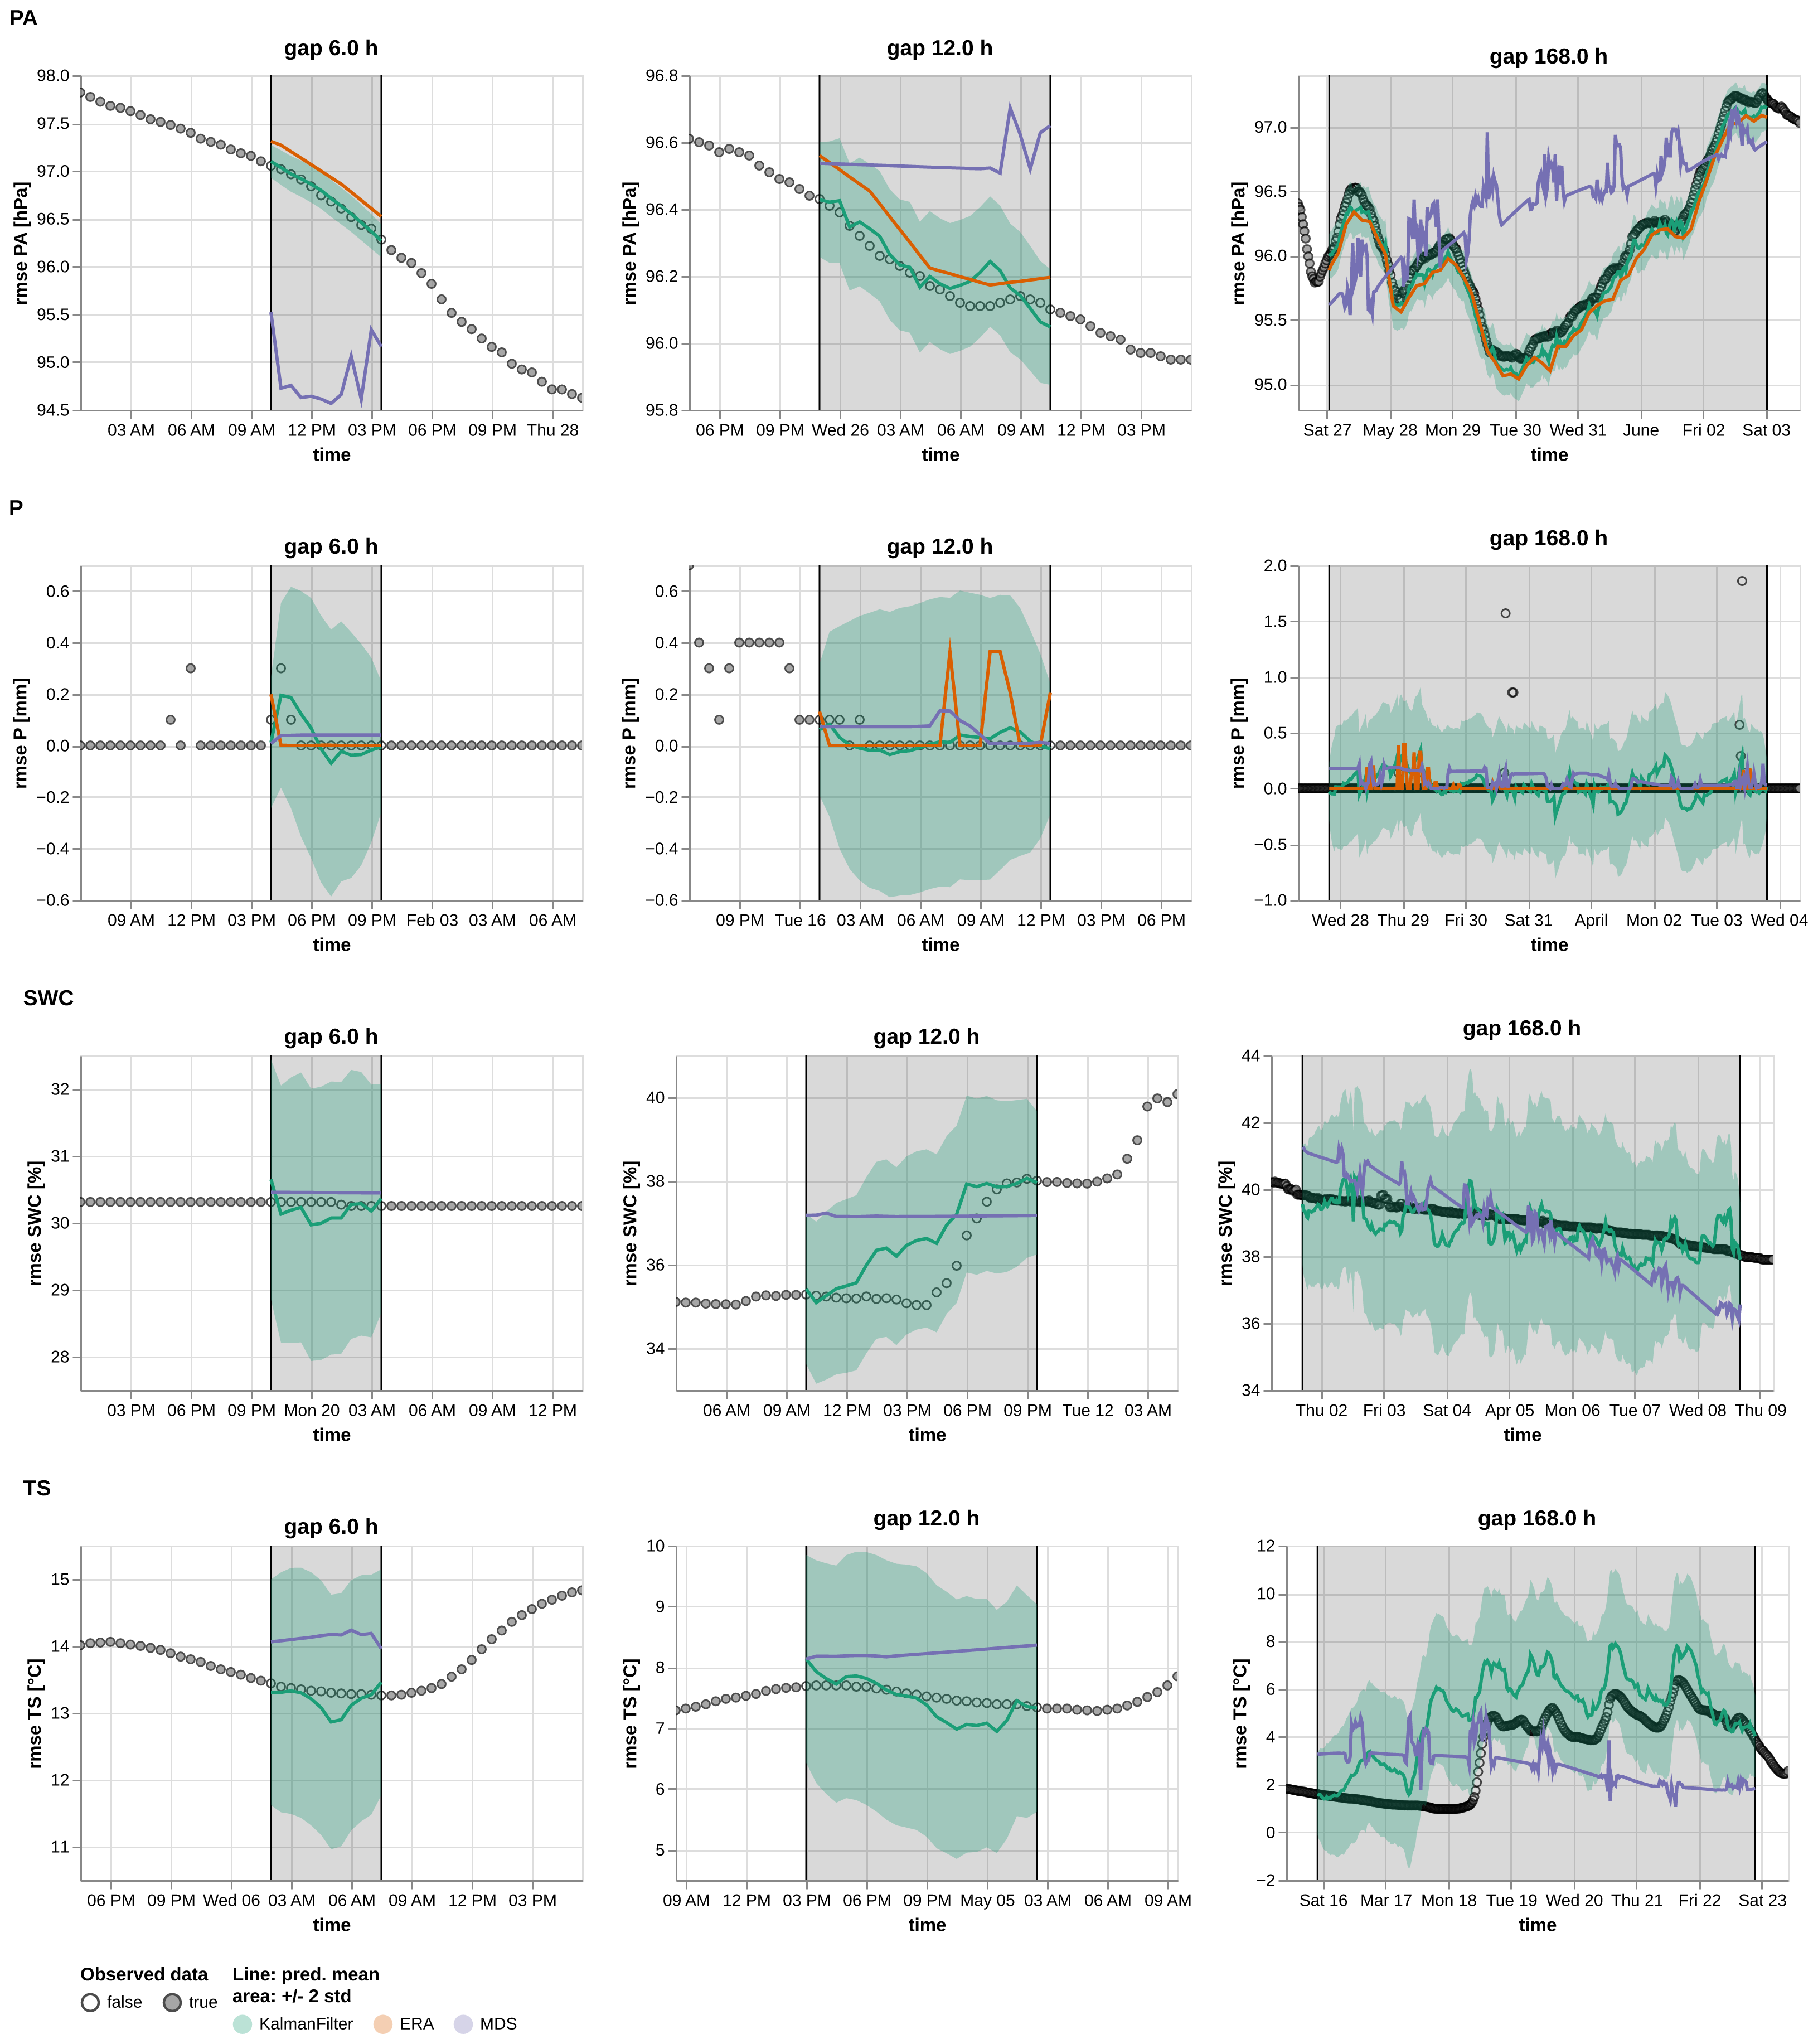 PA
gap 6.0 h
gap 12.0 h
gap 168.0 h
rmse PA [hPa]
98.0
97.5
97.0
96.5
96.0
95.5
95.0
94.5
03 AM 06 AM 09 AM 12 PM 03 PM 06 PM 09 PM Thu 28
time
rmse PA [hPa]
96.8
96.6
96.4
96.2
96.0
95.8
06 PM 09 PM Wed 26 03 AM 06 AM 09 AM 12 PM 03 PM
time
rmse PA [hPa]
97.0
96.5
96.0
95.5
95.0
Sat 27 May 28 Mon 29 Tue 30 Wed 31 June Fri 02 Sat 03
time
P
gap 6.0 h
gap 12.0 h
gap 168.0 h
rmse P [mm]
0.6
0.4
0.2
0.0
−0.2
−0.4
−0.6
09 AM 12 PM 03 PM 06 PM 09 PM Feb 03 03 AM 06 AM
time
rmse P [mm]
0.6
0.4
0.2
0.0
−0.2
−0.4
−0.6
09 PM Tue 16 03 AM 06 AM 09 AM 12 PM 03 PM 06 PM
time
rmse P [mm]
2.0
1.5
1.0
0.5
0.0
−0.5
−1.0
Wed 28 Thu 29 Fri 30 Sat 31 April Mon 02 Tue 03 Wed 04
time
SWC
gap 6.0 h
gap 12.0 h
gap 168.0 h
rmse SWC [%]
32
31
30
29
28
03 PM 06 PM 09 PM Mon 20 03 AM 06 AM 09 AM 12 PM
time
rmse SWC [%]
40
38
36
34
06 AM 09 AM 12 PM 03 PM 06 PM 09 PM Tue 12 03 AM
time
rmse SWC [%]
44
42
40
38
36
34
Thu 02 Fri 03 Sat 04 Apr 05 Mon 06 Tue 07 Wed 08 Thu 09
time
TS
gap 6.0 h
gap 12.0 h
gap 168.0 h
rmse TS [°C]
15
14
13
12
11
06 PM 09 PM Wed 06 03 AM 06 AM 09 AM 12 PM 03 PM
time
rmse TS [°C]
10
9
8
7
6
5
09 AM 12 PM 03 PM 06 PM 09 PM May 05 03 AM 06 AM 09 AM
time
rmse TS [°C]
12
10
8
6
4
2
0
−2
Sat 16 Mar 17 Mon 18 Tue 19 Wed 20 Thu 21 Fri 22 Sat 23
time
Observed data
false true
Line: pred. mean
area: +/- 2 std
KalmanFilter ERA MDS